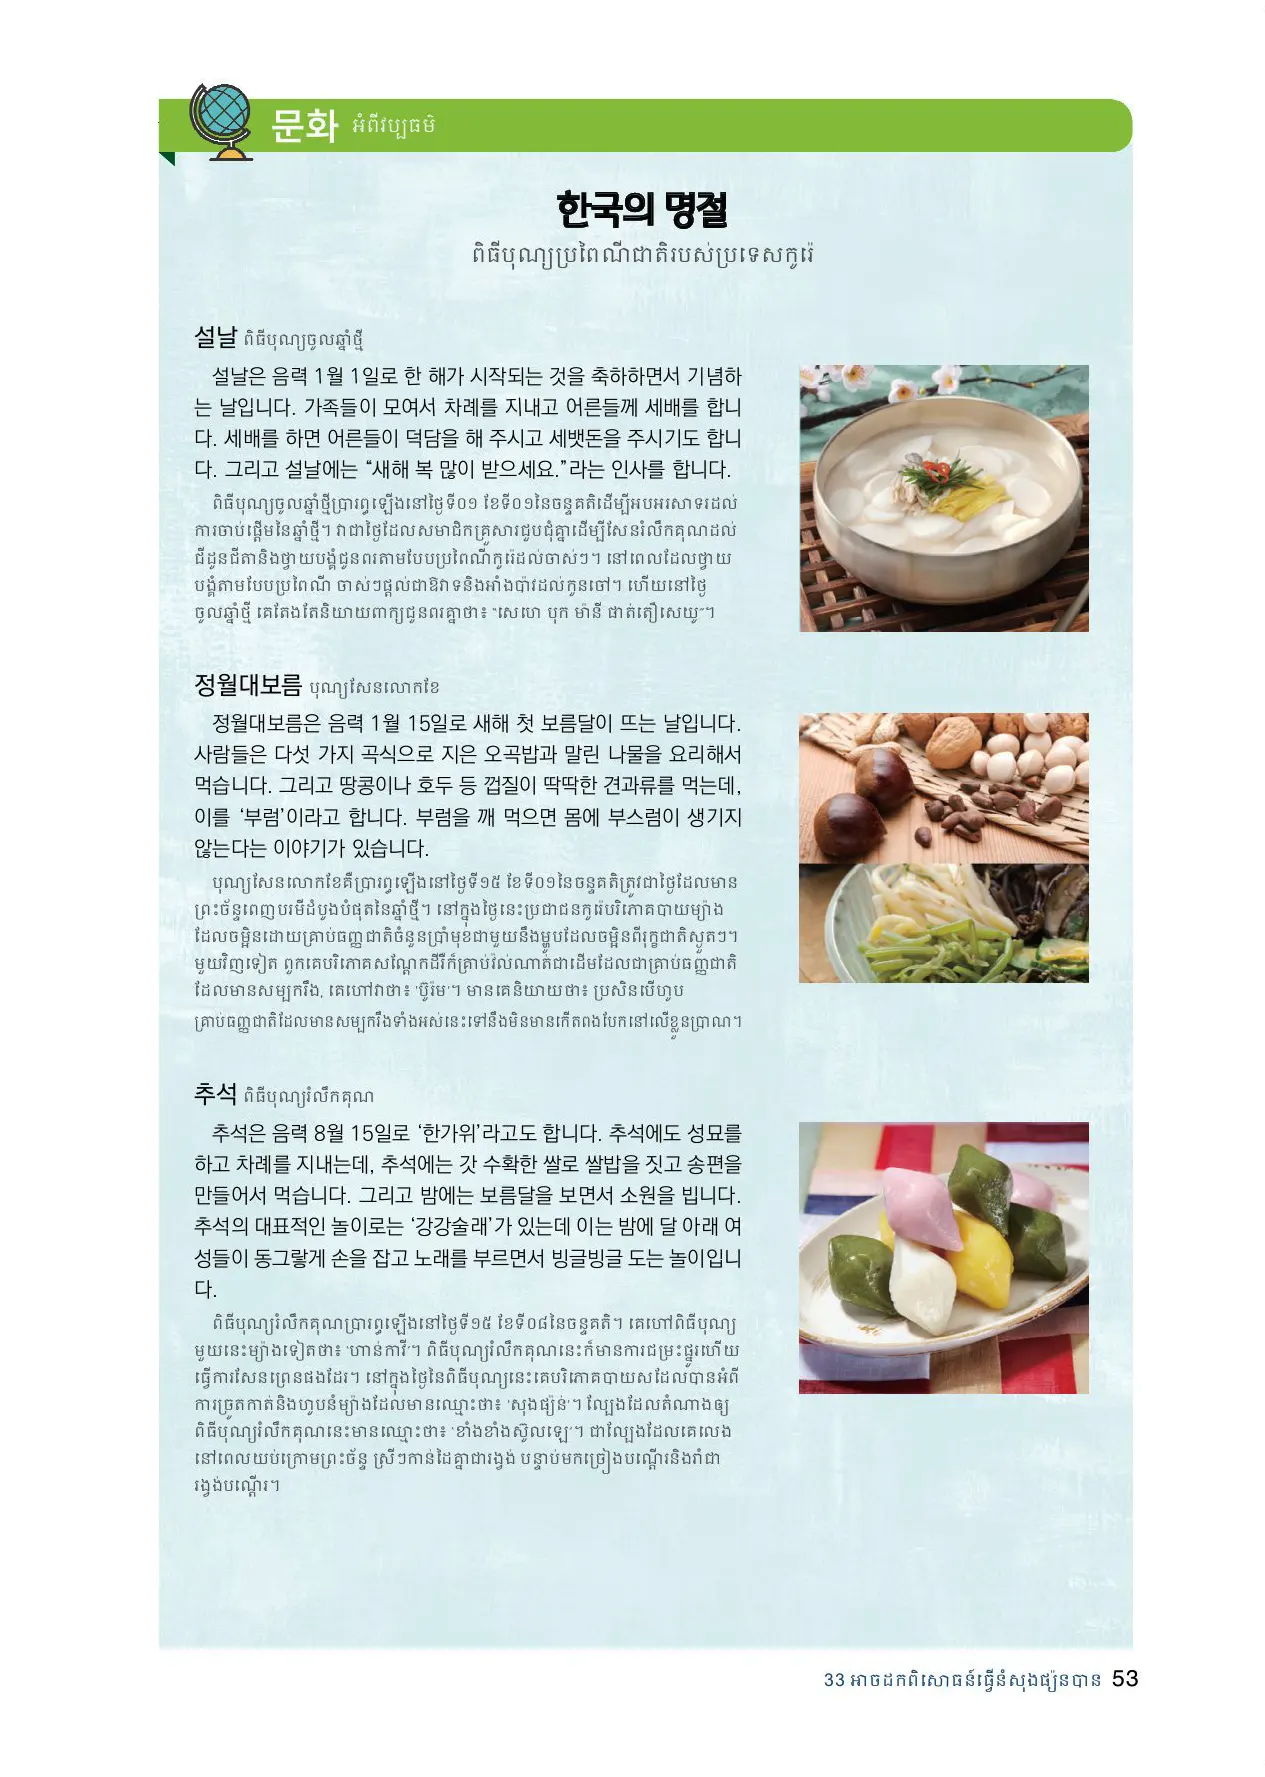 문화 អំពីវប្បធម៌
한국의 명절
ពិធីបុណ្យប្រពៃណីជាតិរបស់ប្រទេសកូរ៉េ
설날 ពិធីបុណ្យចូលឆ្នាំថ្មី
설날은 음력 1월 1일로 한 해가 시작되는 것을 축하하면서 기념하
는 날입니다. 가족들이 모여서 차례를 지내고 어른들께 세배를 합니
다. 세배를 하면 어른들이 덕담을 해 주시고 세뱃돈을 주시기도 합니
다. 그리고 설날에는 “새해 복 많이 받으세요.”라는 인사를 합니다.
ពិធីបុណ្យចូលឆ្នាំថ្មីប្រារព្ធឡើងនៅថ្ងៃទី០១ ខែទី០១នៃចន្ទគតិដើម្បីអបអរសាទរដល់
ការចាប់ផ្តើមនៃឆ្នាំថ្មី។ វាជាថ្ងៃដែលសមាជិកគ្រួសារជួបជុំគ្នាដើម្បីសែនរំលឹកគុណដល់
ជីដូនជីតានិងថ្វាយបង្គំជូនពរតាមបែបប្រពៃណីកូរ៉េដល់ចាស់ៗ។ នៅពេលដែលថ្វាយ
បង្គំតាមបែបប្រពៃណី ចាស់ៗផ្តល់ជាឱវាទនិងអាំងប៉ាវដល់កូនចៅ។ ហើយនៅថ្ងៃ
ចូលឆ្នាំថ្មី គេតែងតែនិយាយពាក្យជូនពរគ្នាថា៖ “សេហេ បុក ម៉ានី ផាត់តឿសេយូ”។
정월대보름 បុណ្យសែនលោកខែ
정월대보름은 음력 1월 15일로 새해 첫 보름달이 뜨는 날입니다.
사람들은 다섯 가지 곡식으로 지은 오곡밥과 말린 나물을 요리해서
먹습니다. 그리고 땅콩이나 호두 등 껍질이 딱딱한 견과류를 먹는데,
이를 ‘부럼’이라고 합니다. 부럼을 깨 먹으면 몸에 부스럼이 생기지
않는다는 이야기가 있습니다.
បុណ្យសែនលោកខែគឺប្រារព្ធឡើងនៅថ្ងៃទី១៥ ខែទី០១នៃចន្ទគតិត្រូវជាថ្ងៃដែលមាន
ព្រះច័ន្ទពេញបរមីដំបូងបំផុតនៃឆ្នាំថ្មី។ នៅក្នុងថ្ងៃនេះប្រជាជនកូរ៉េបរិភោគបាយម្យ៉ាង
ដែលចម្អិនដោយគ្រាប់ធញ្ញជាតិចំនួនប្រាំមុខជាមួយនឹងម្ហូបដែលចម្អិនពីរុក្ខជាតិស្ងួតៗ។
មួយវិញទៀត ពួកគេបរិភោគសណ្ដែកដីរឺក៏គ្រាប់វ៉ល់ណាត់ជាដើមដែលជាគ្រាប់ធញ្ញជាតិ
ដែលមានសម្បករឹង, គេហៅវាថា៖ ‘ប៊ូរ៉ម’។ មានគេនិយាយថា៖ ប្រសិនបើហូប
គ្រាប់ធញ្ញជាតិដែលមានសម្បករឹងទាំងអស់នេះទៅនឹងមិនមានកើតពងបែកនៅលើខ្លួនប្រាណ។
추석 ពិធីបុណ្យរំលឹកគុណ
추석은 음력 8월 15일로 ‘한가위’라고도 합니다. 추석에도 성묘를
하고 차례를 지내는데, 추석에는 갓 수확한 쌀로 쌀밥을 짓고 송편을
만들어서 먹습니다. 그리고 밤에는 보름달을 보면서 소원을 빕니다.
추석의 대표적인 놀이로는 ‘강강술래’가 있는데 이는 밤에 달 아래 여
성들이 동그랗게 손을 잡고 노래를 부르면서 빙글빙글 도는 놀이입니
다.
ពិធីបុណ្យរំលឹកគុណប្រារព្ធឡើងនៅថ្ងៃទី១៥ ខែទី០៨នៃចន្ទគតិ។ គេហៅពិធីបុណ្យ
មួយនេះម្យ៉ាងទៀតថា៖ ‘ហាន់កាវី’។ ពិធីបុណ្យរំលឹកគុណនេះក៏មានការជម្រះផ្នូរហើយ
ធ្វើការសែនព្រេនផងដែរ។ នៅក្នុងថ្ងៃនៃពិធីបុណ្យនេះគេបរិភោគបាយសដែលបានអំពី
ការច្រូតកាត់និងហូបនំម្យ៉ាងដែលមានឈ្មោះថា៖ ‘សុងផ្យ៉ន់’។ ល្បែងដែលតំណាងឲ្យ
ពិធីបុណ្យរំលឹកគុណនេះមានឈ្មោះថា៖ ‘ខាំងខាំងស៊ូលឡេ’។ ជាល្បែងដែលគេលេង
នៅពេលយប់ក្រោមព្រះច័ន្ទ ស្រីៗកាន់ដៃគ្នាជារង្វង់ បន្ទាប់មកច្រៀងបណ្ដើរនិងរាំជា
រង្វង់បណ្ដើរ។
33 អាចដកពិសោធន៍ធ្វើនំសុងផ្យ៉នបាន 53